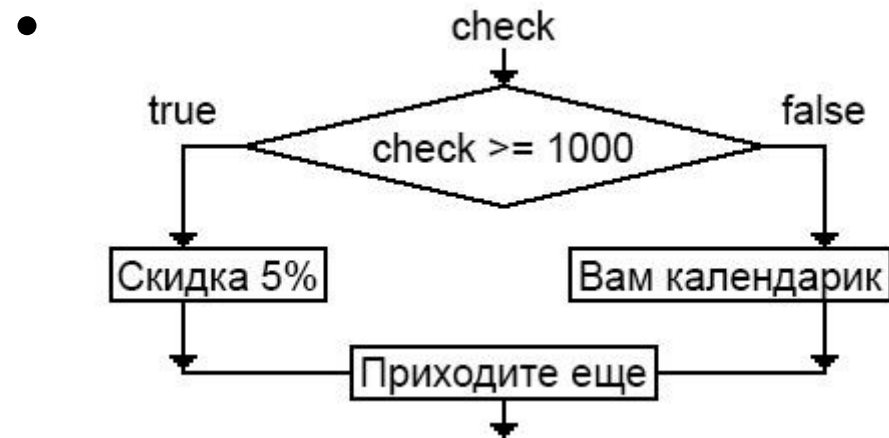 check
true
false
check >= 1000
Скидка 5%
Вам календарик
Приходите еще